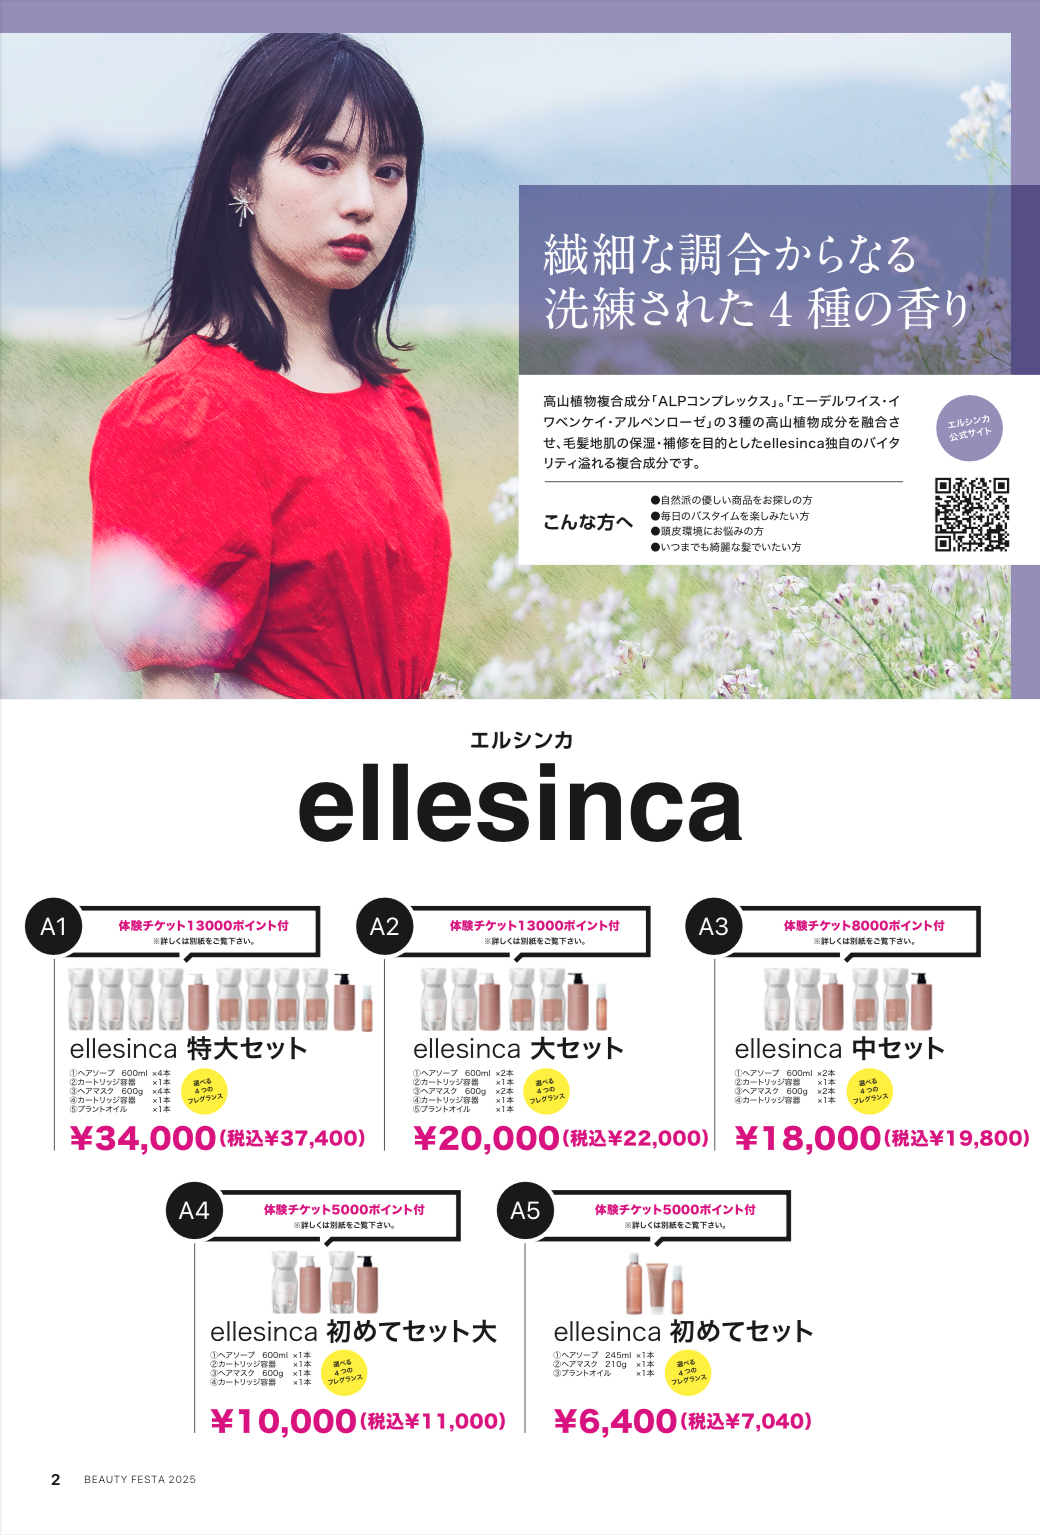 繊細な調合からなる
洗練された4種の香り
高山植物複合成分「ALPコンプレックス」。「エーデルワイス・イ
ワベンケイ・アルペンローゼ」の３種の高山植物成分を融合さ
せ、毛髪地肌の保湿・補修を目的としたellesinca独自のバイタ
リティ溢れる複合成分です。
エルシンカ
公式サイト
こんな方へ
●自然派の優しい商品をお探しの方
●毎日のバスタイムを楽しみたい方
●頭皮環境にお悩みの方
●いつまでも綺麗な髪でいたい方
エルシンカ
ellesinca
A1
体験チケット13000ポイント付
※詳しくは別紙をご覧下さい。
ellesinca 特大セット
①ヘアソープ 600ml ×4本
②カートリッジ容器 ×1本
③ヘアマスク 600g ×4本
④カートリッジ容器 ×1本
⑤プラントオイル ×1本
選べる
4つの
フレグランス
¥34,000(税込¥37,400)
A2
体験チケット13000ポイント付
※詳しくは別紙をご覧下さい。
ellesinca 大セット
①ヘアソープ 600ml ×2本
②カートリッジ容器 ×1本
③ヘアマスク 600g ×2本
④カートリッジ容器 ×1本
⑤プラントオイル ×1本
選べる
4つの
フレグランス
¥20,000(税込¥22,000)
A3
体験チケット8000ポイント付
※詳しくは別紙をご覧下さい。
ellesinca 中セット
①ヘアソープ 600ml ×2本
②カートリッジ容器 ×1本
③ヘアマスク 600g ×2本
④カートリッジ容器 ×1本
選べる
4つの
フレグランス
¥18,000(税込¥19,800)
A4
体験チケット5000ポイント付
※詳しくは別紙をご覧下さい。
ellesinca 初めてセット大
①ヘアソープ 600ml ×1本
②カートリッジ容器 ×1本
③ヘアマスク 600g ×1本
④カートリッジ容器 ×1本
選べる
4つの
フレグランス
¥10,000(税込¥11,000)
A5
体験チケット5000ポイント付
※詳しくは別紙をご覧下さい。
ellesinca 初めてセット
①ヘアソープ 245ml ×1本
②ヘアマスク 210g ×1本
③プラントオイル ×1本
選べる
4つの
フレグランス
¥6,400(税込¥7,040)
2 BEAUTY FESTA 2025